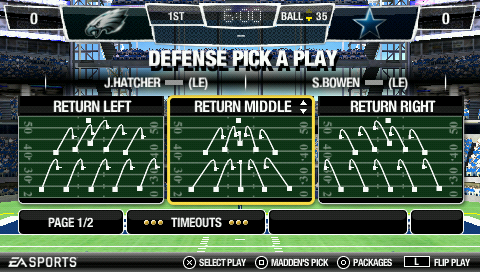 0 1ST 5:00 BALL 35 0
DEFENSE PICK A PLAY
J.HATCHER (LE) S.BOWEN (LE)
RETURN LEFT RETURN MIDDLE RETURN RIGHT
PAGE 1/2 TIMEOUTS
EA SPORTS SELECT PLAY MADDEN'S PICK PACKAGES L FLIP PLAY